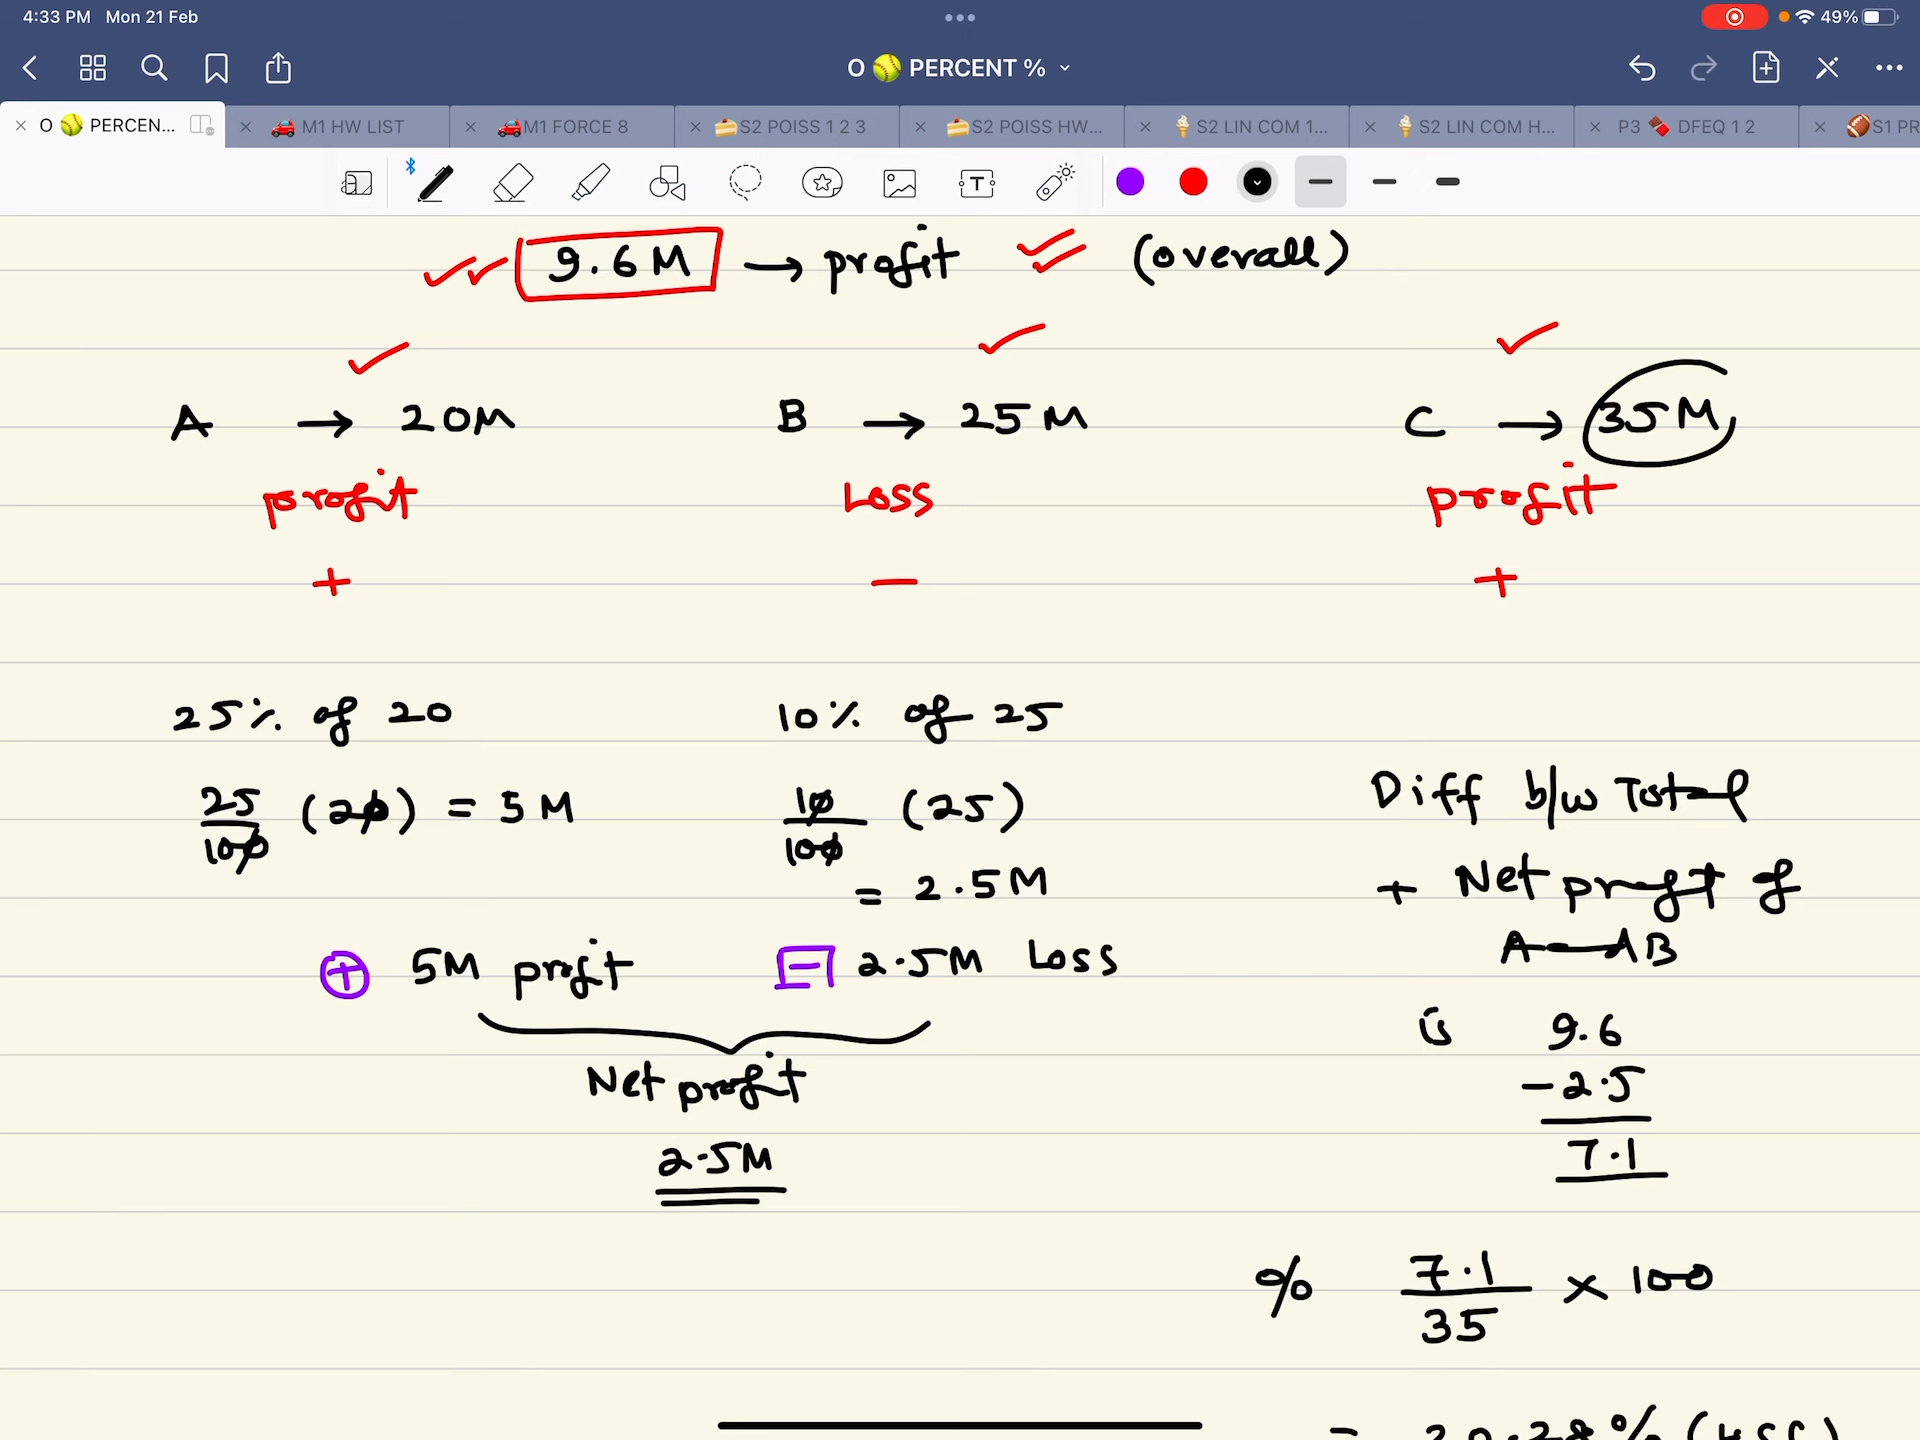 4:33 PM Mon 21 Feb
49%
O PERCENT %
O PERCEN...
M1 HW LIST
M1 FORCE 8
S2 POISS 1 2 3
S2 POISS HW...
S2 LIN COM 1...
S2 LIN COM H...
P3 DFEQ 1 2
S1 PR
9.6M → profit (overall)
A → 20M B → 25M C → 35M
profit Loss profit
+ − +
25% of 20 10% of 25
25/100 (20) = 5M 10/100 (25)
= 2.5M
Diff b/w Total
+ Net profit of
A B
⊕ 5M profit [−] 2.5M Loss
is 9.6
Net profit −2.5
2.5M 7.1
% 7.1/35 × 100